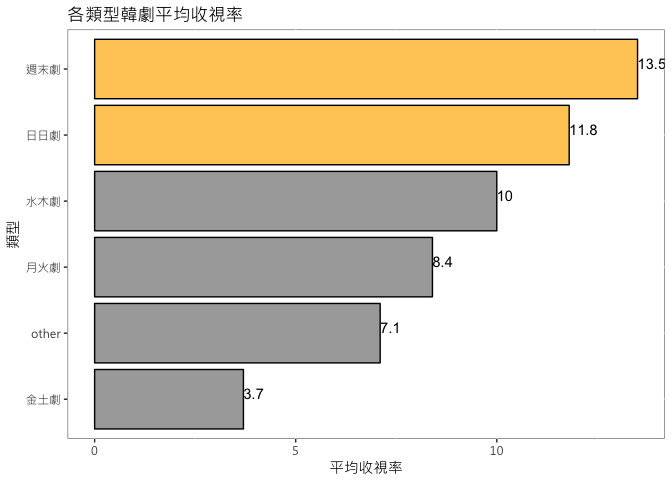 各類型韓劇平均收視率
週末劇
13.5
日日劇
11.8
水木劇
10
類型
月火劇
8.4
other
7.1
金土劇
3.7
0
5
10
平均收視率